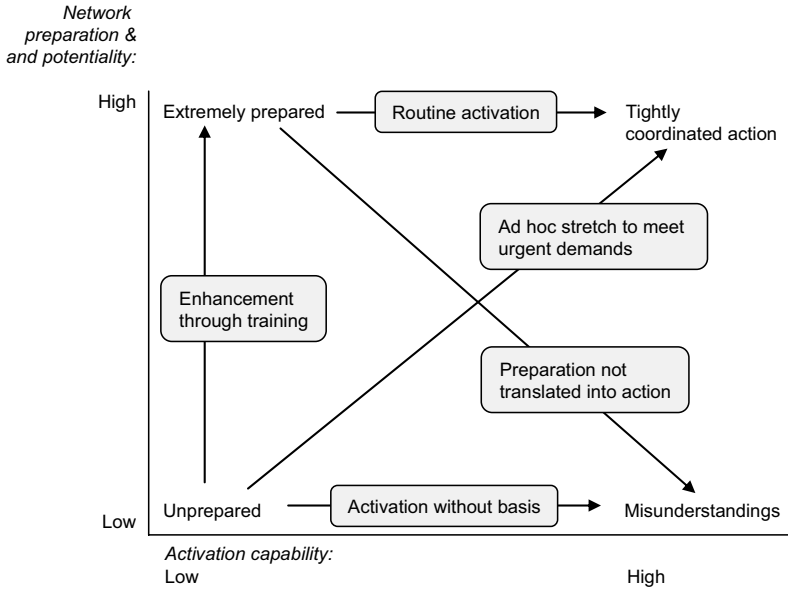 Network
preparation &
and potentiality:
High
Extremely prepared
Routine activation
Tightly
coordinated action
Ad hoc stretch to meet
urgent demands
Enhancement
through training
Preparation not
translated into action
Low
Unprepared
Activation without basis
Misunderstandings
Activation capability:
Low
High